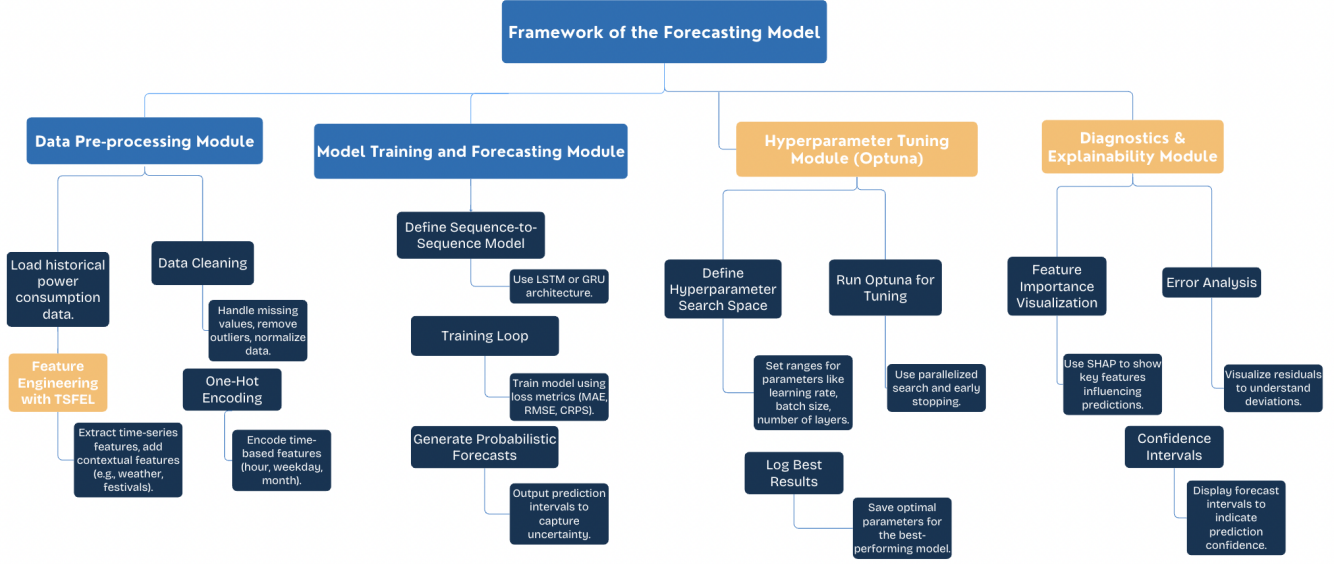 Framework of the Forecasting Model
Data Pre-processing Module
Load historical
power
consumption
data.
Feature
Engineering
with TSFEL
Extract time-series
features, add
contextual features
(e.g., weather,
festivals).
Data Cleaning
Handle missing
values, remove
outliers, normalize
data.
One-Hot
Encoding
Encode time-
based features
(hour, weekday,
month).
Model Training and Forecasting Module
Define Sequence-to-
Sequence Model
Use LSTM or GRU
architecture.
Training Loop
Train model using
loss metrics (MAE,
RMSE, CRPS).
Generate Probabilistic
Forecasts
Output prediction
intervals to
capture
uncertainty.
Hyperparameter Tuning
Module (Optuna)
Define
Hyperparameter
Search Space
Set ranges for
parameters like
learning rate,
batch size,
number of layers.
Run Optuna for
Tuning
Use parallelized
search and early
stopping.
Log Best
Results
Save optimal
parameters for
the best-
performing model.
Diagnostics &
Explainability Module
Feature
Importance
Visualization
Use SHAP to show
key features
influencing
predictions.
Error Analysis
Visualize residuals
to understand
deviations.
Confidence
Intervals
Display forecast
intervals to
indicate
prediction
confidence.